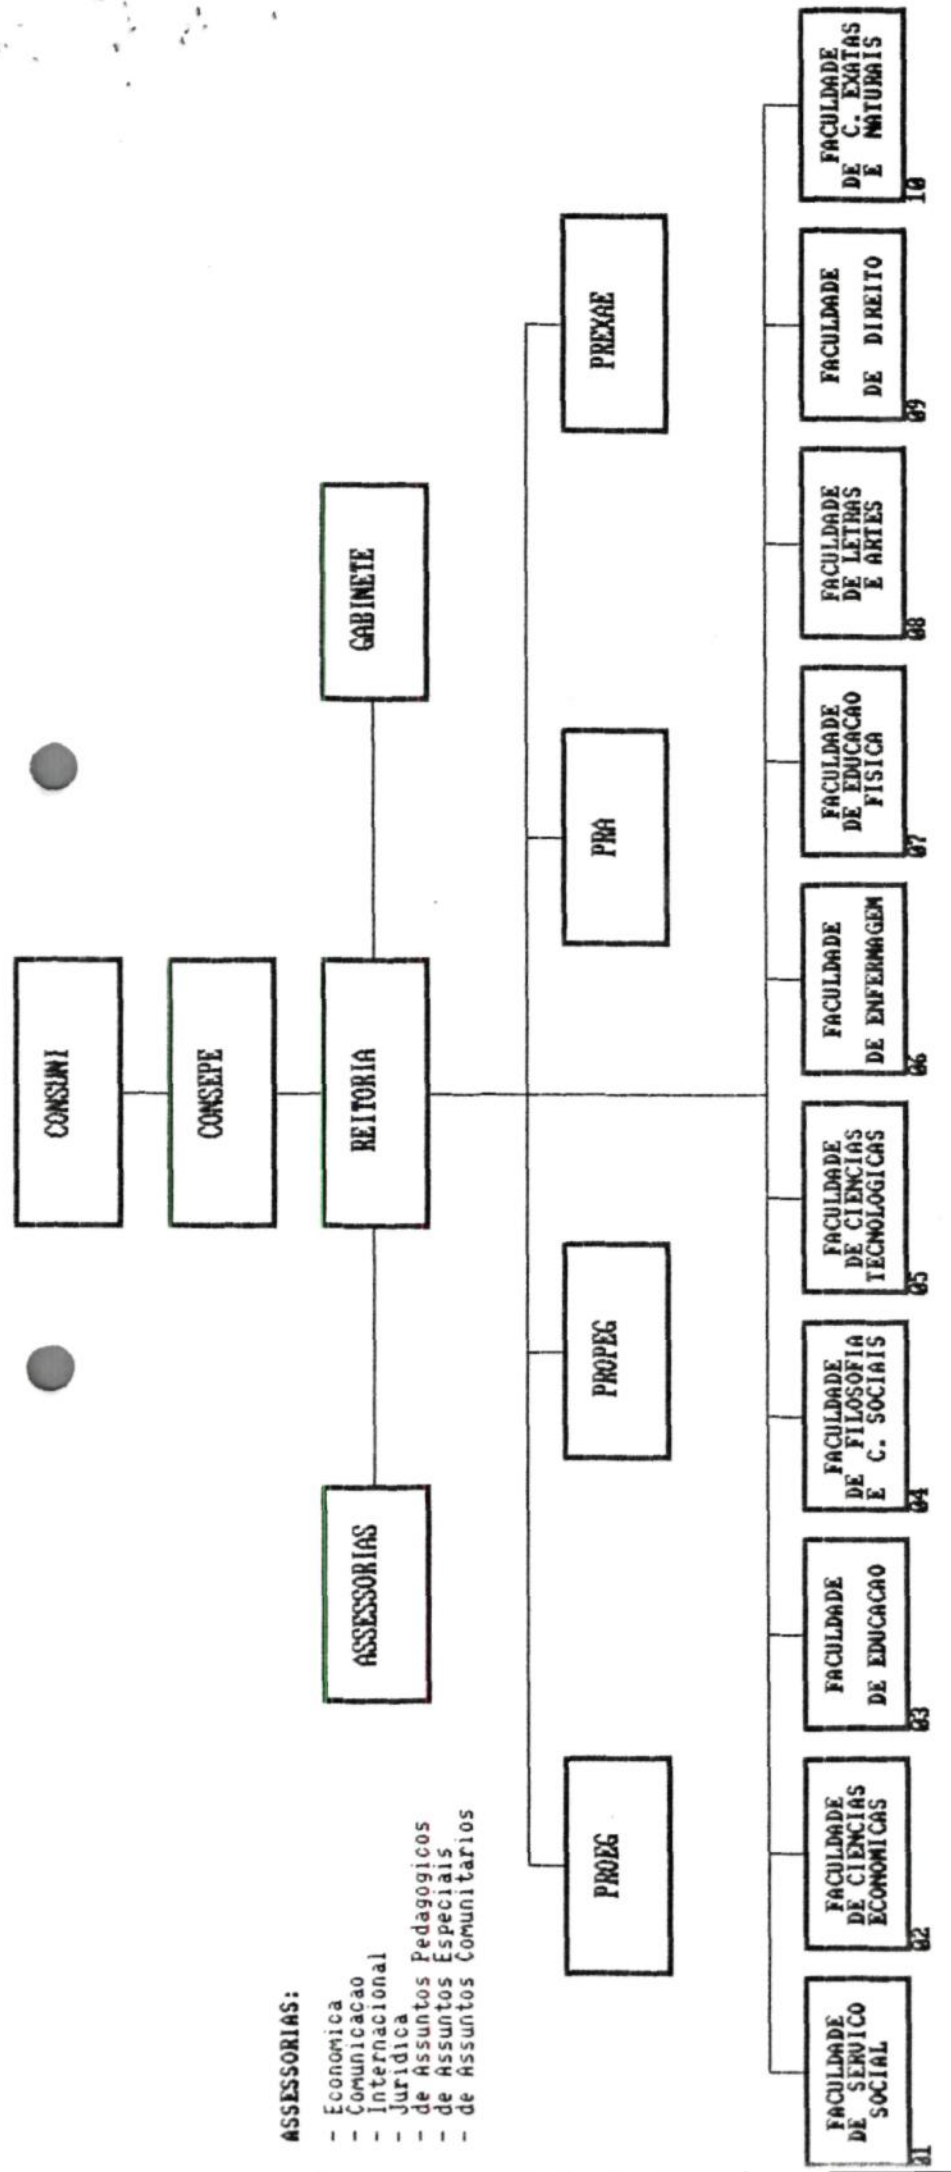 CONSUNI
CONSEPE
ASSESSORIAS
REITORIA
GABINETE
ASSESSORIAS:
- Economica
- Comunicacao
- Internacional
- Juridica
- de Assuntos Pedagogicos
- de Assuntos Especiais
- de Assuntos Comunitarios
PROEG
PROPEG
PRA
PREXAE
FACULDADE
DE SERVICO
SOCIAL
01
FACULDADE
DE CIENCIAS
ECONOMICAS
02
FACULDADE
DE EDUCACAO
03
FACULDADE
DE FILOSOFIA
E C. SOCIAIS
04
FACULDADE
DE CIENCIAS
TECNOLOGICAS
05
FACULDADE
DE ENFERMAGEM
06
FACULDADE
DE EDUCACAO
FISICA
07
FACULDADE
DE LETRAS
E ARTES
08
FACULDADE
DE DIREITO
09
FACULDADE
DE C. EXATAS
E NATURAIS
10